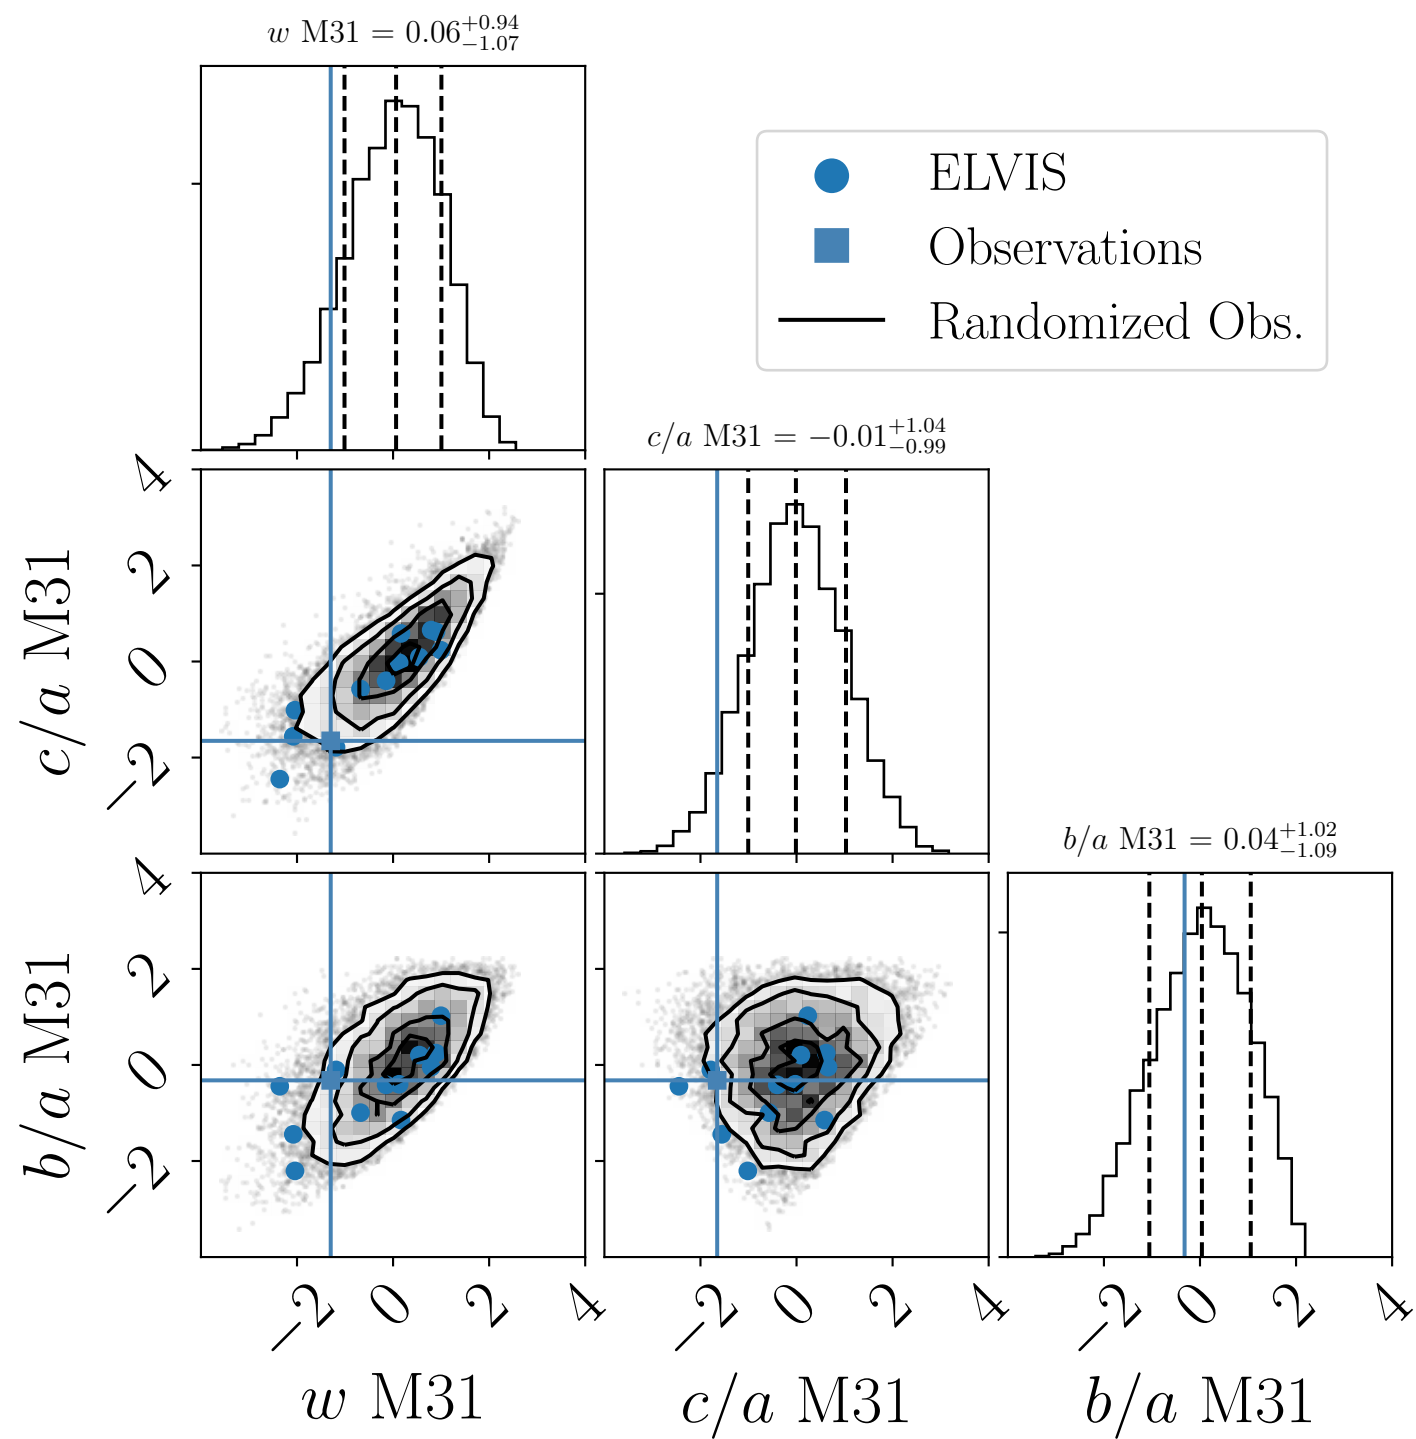 w M31 = 0.06^{+0.94}_{-1.07}
ELVIS
Observations
Randomized Obs.
c/a M31 = −0.01^{+1.04}_{−0.99}
4
2
0
−2
c/a M31
b/a M31 = 0.04^{+1.02}_{−1.09}
4
2
0
−2
b/a M31
−2 0 2 4
−2 0 2 4
−2 0 2 4
w M31
c/a M31
b/a M31